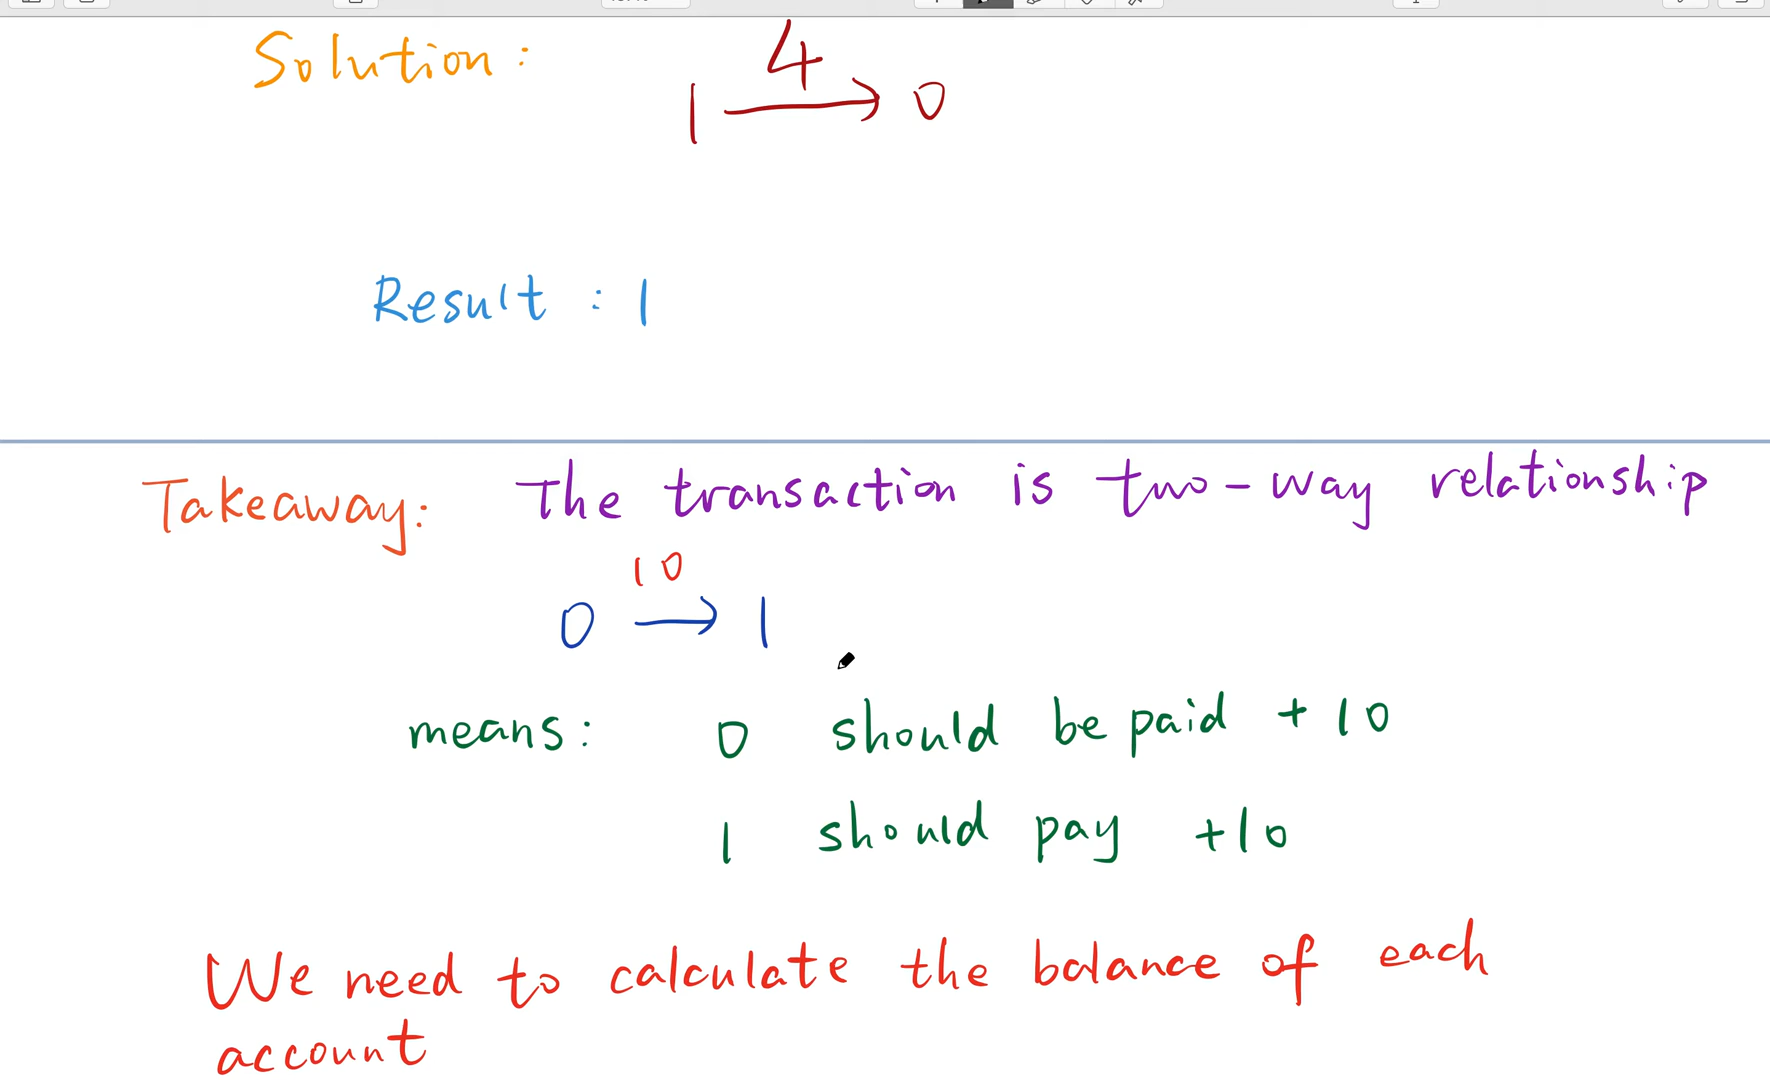 Solution:
4
1 → 0
Result : 1
Takeaway: The transaction is two-way relationship
10
0 → 1
means: 0 should be paid +10
1 should pay +10
We need to calculate the balance of each
account